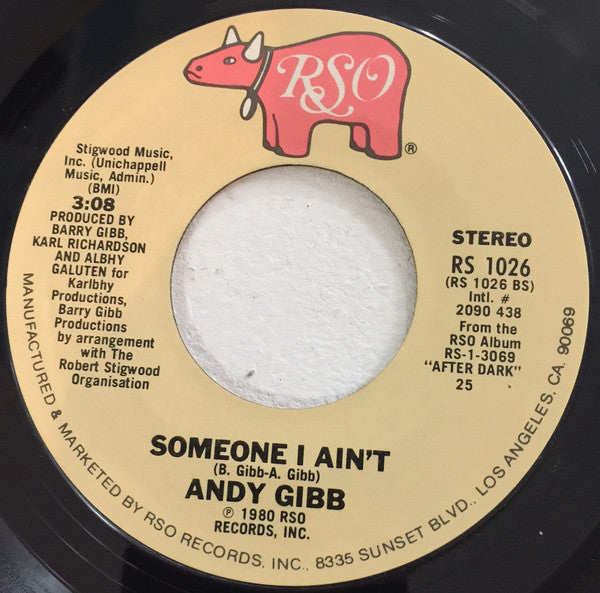 RSO
®
Stigwood Music,
Inc. (Unichappell
Music, Admin.)
(BMI)
3:08
PRODUCED BY
BARRY GIBB,
KARL RICHARDSON
AND ALBHY
GALUTEN for
Karlbhy
Productions,
Barry Gibb
Productions
by arrangement
with The
Robert Stigwood
Organisation
STEREO
RS 1026
(RS 1026 BS)
Intl. #
2090 438
From the
RSO Album
RS-1-3069
"AFTER DARK"
25
SOMEONE I AIN'T
(B. Gibb-A. Gibb)
ANDY GIBB
℗ 1980 RSO
RECORDS, INC.
MANUFACTURED & MARKETED BY RSO RECORDS, INC., 8335 SUNSET BLVD., LOS ANGELES, CA. 90069